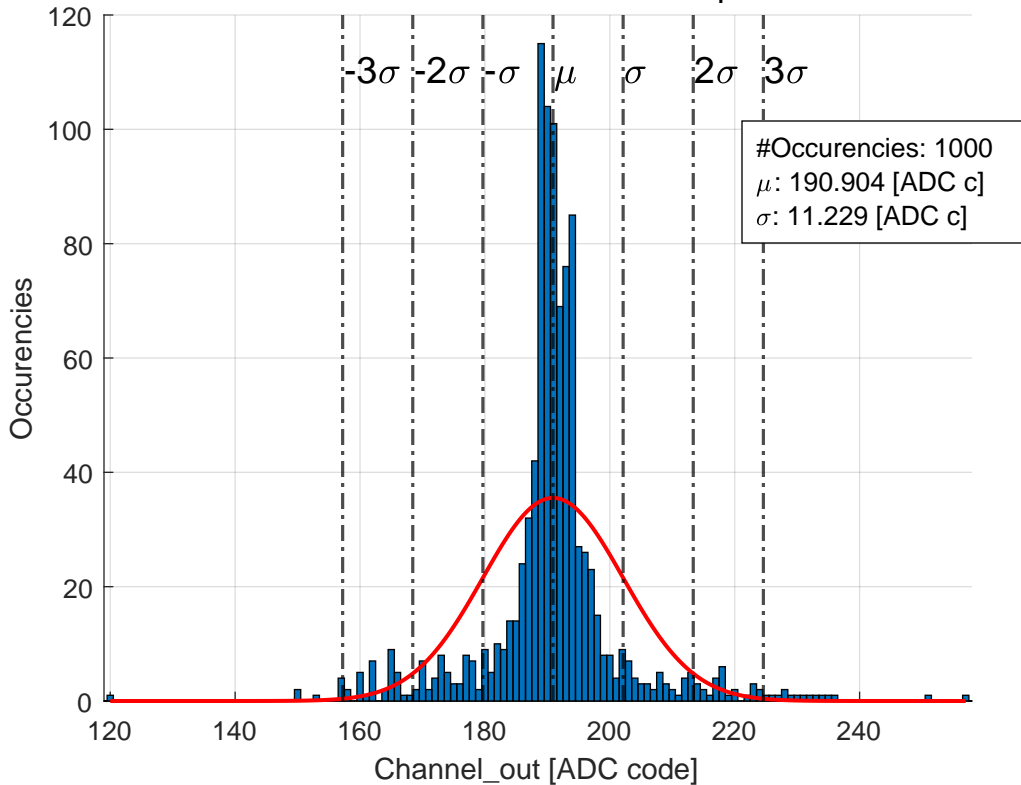 120
100
80
60
40
20
0
-3σ
-2σ
-σ
μ
σ
2σ
3σ
#Occurencies: 1000
μ: 190.904 [ADC c]
σ: 11.229 [ADC c]
Occurencies
120
140
160
180
200
220
240
Channel_out [ADC code]